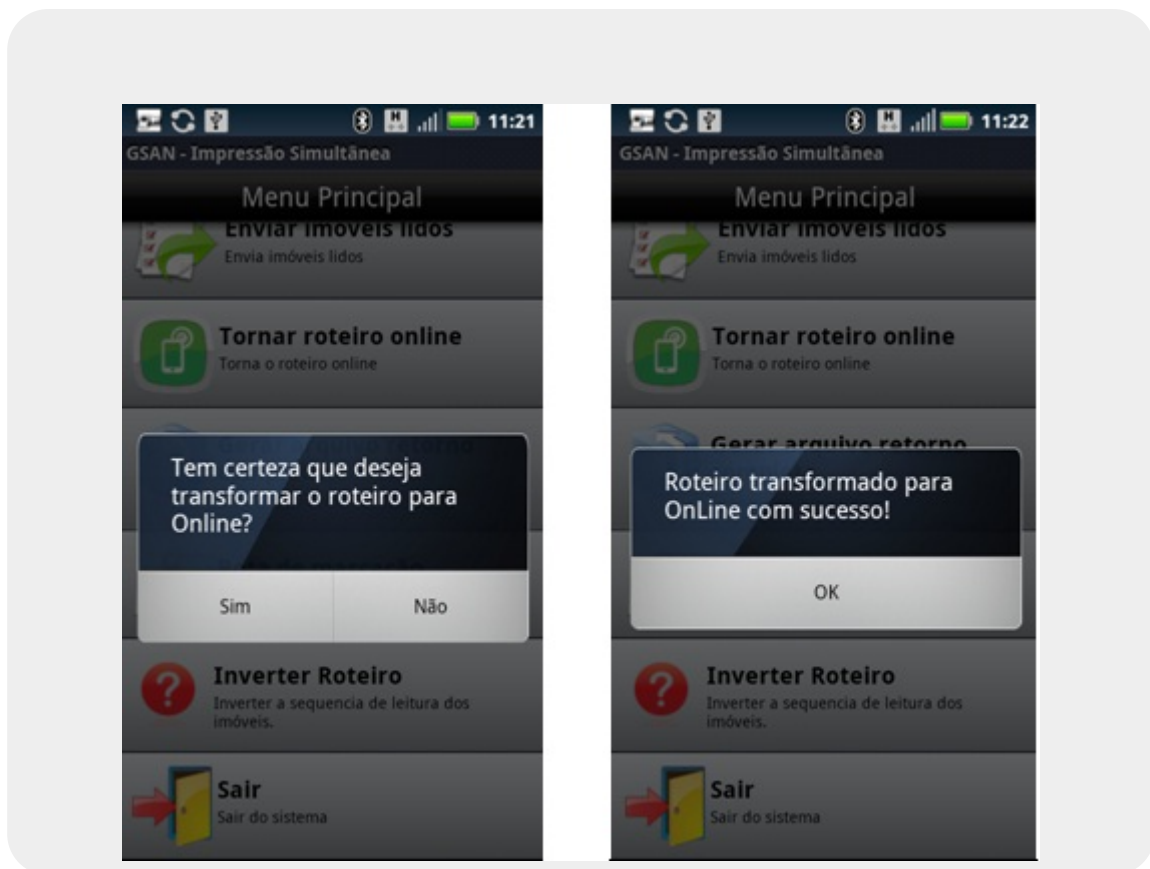 11:21
GSAN - Impressão Simultânea
Menu Principal
Enviar imóveis lidos
Envia imóveis lidos
Tornar roteiro online
Torna o roteiro online
Tem certeza que deseja
transformar o roteiro para
Online?
Sim
Não
Inverter Roteiro
Inverter a sequencia de leitura dos
imóveis.
Sair
Sair do sistema
11:22
GSAN - Impressão Simultânea
Menu Principal
Enviar imóveis lidos
Envia imóveis lidos
Tornar roteiro online
Torna o roteiro online
Gerar arquivo retorno
Roteiro transformado para
OnLine com sucesso!
OK
Inverter Roteiro
Inverter a sequencia de leitura dos
imóveis.
Sair
Sair do sistema